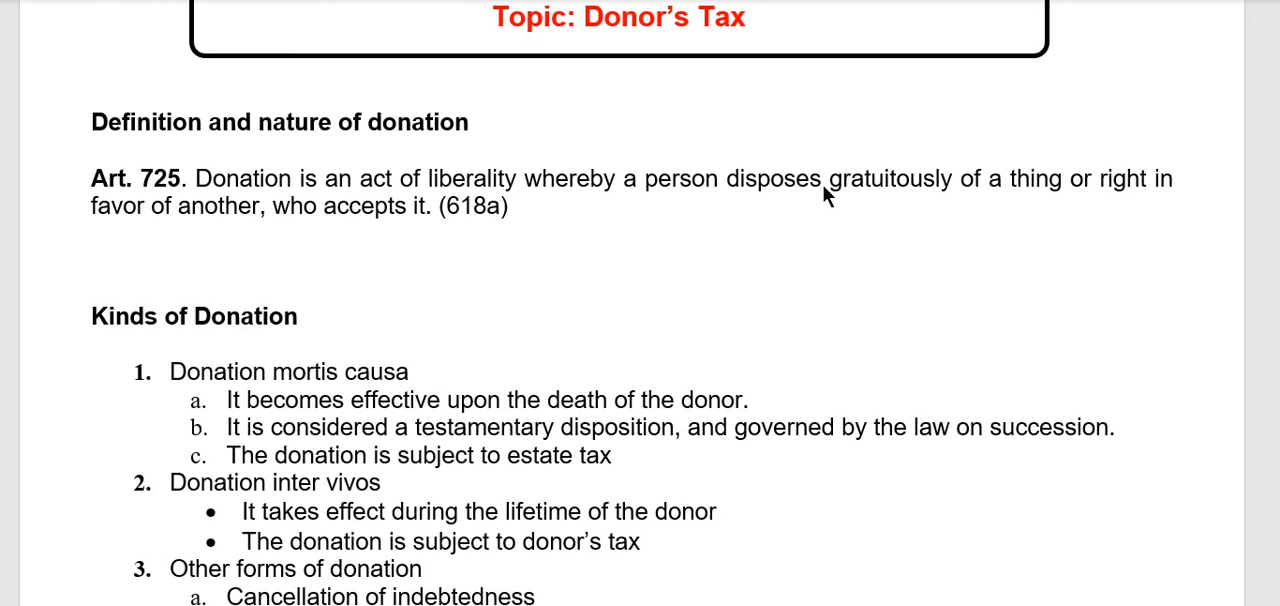 Topic: Donor’s Tax
Definition and nature of donation
Art. 725. Donation is an act of liberality whereby a person disposes gratuitously of a thing or right in
favor of another, who accepts it. (618a)
Kinds of Donation
1. Donation mortis causa
a. It becomes effective upon the death of the donor.
b. It is considered a testamentary disposition, and governed by the law on succession.
c. The donation is subject to estate tax
2. Donation inter vivos
• It takes effect during the lifetime of the donor
• The donation is subject to donor’s tax
3. Other forms of donation
a. Cancellation of indebtedness